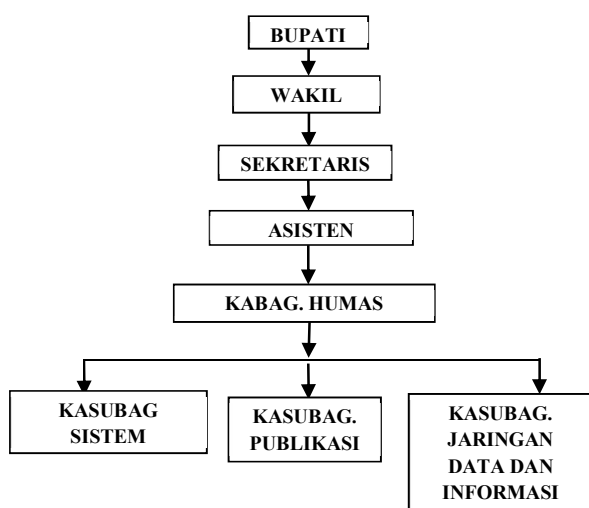 BUPATI
WAKIL
SEKRETARIS
ASISTEN
KABAG. HUMAS
KASUBAG
SISTEM
KASUBAG.
PUBLIKASI
KASUBAG.
JARINGAN
DATA DAN
INFORMASI